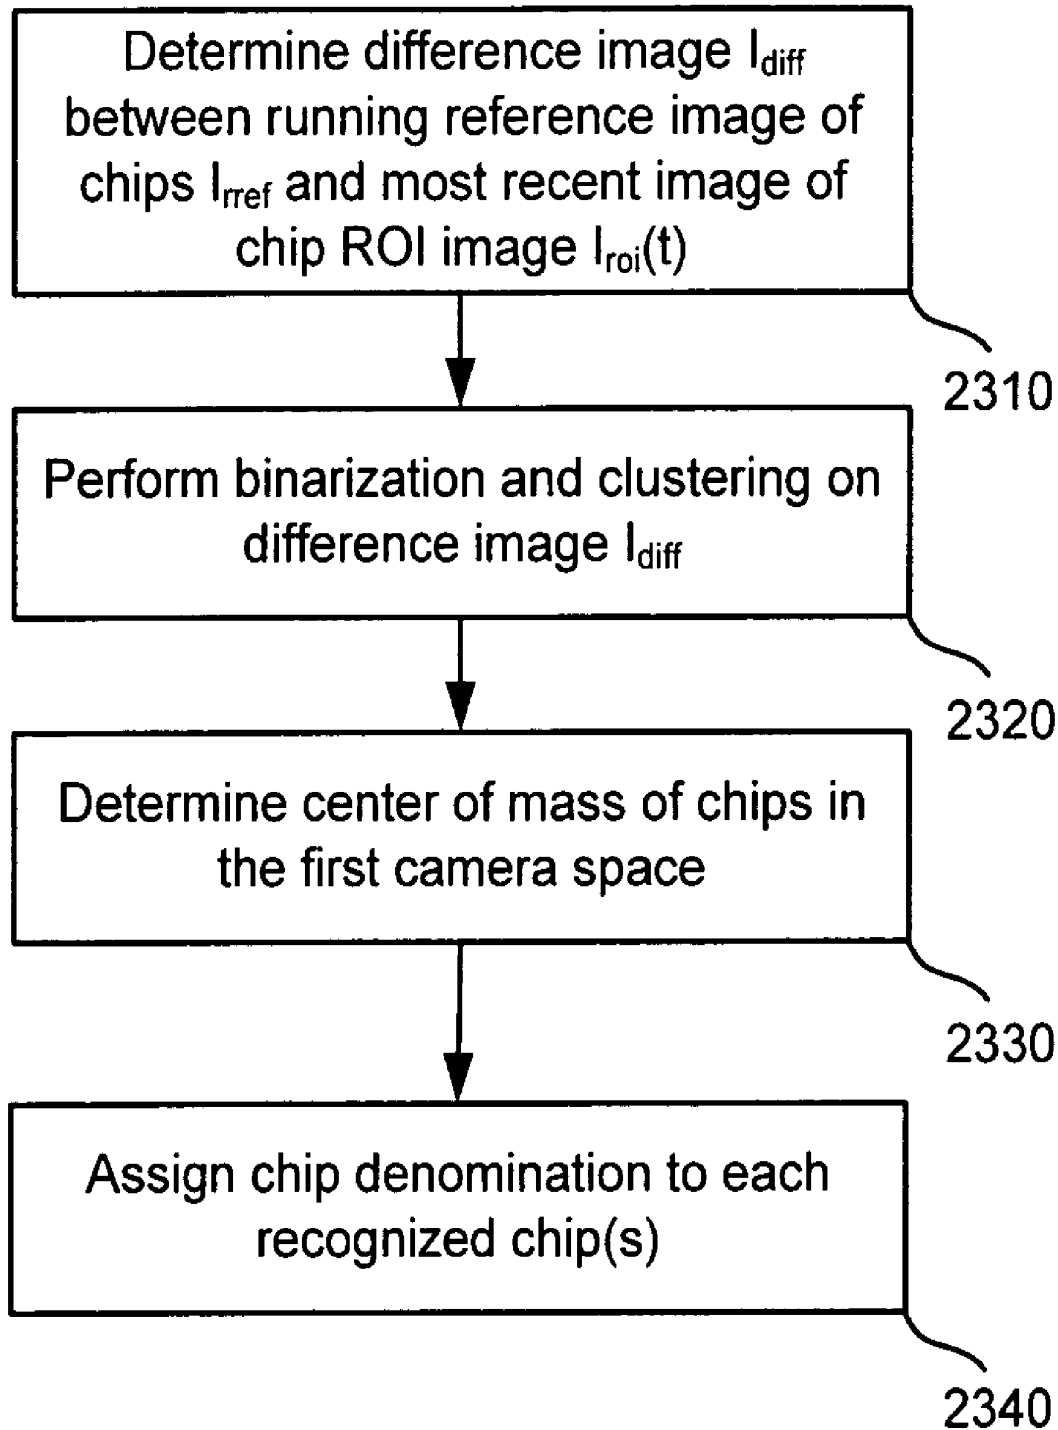 Determine difference image Idiff
between running reference image of
chips Irref and most recent image of
chip ROI image Iroi(t)
2310
Perform binarization and clustering on
difference image Idiff
2320
Determine center of mass of chips in
the first camera space
2330
Assign chip denomination to each
recognized chip(s)
2340